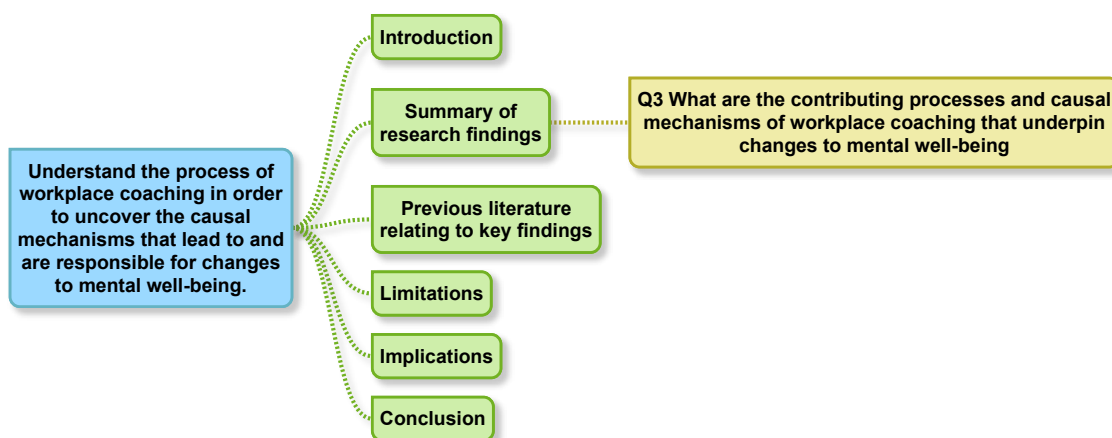 Introduction
Summary of
research findings
Q3 What are the contributing processes and causal
mechanisms of workplace coaching that underpin
changes to mental well-being
Understand the process of
workplace coaching in order
to uncover the causal
mechanisms that lead to and
are responsible for changes
to mental well-being.
Previous literature
relating to key findings
Limitations
Implications
Conclusion